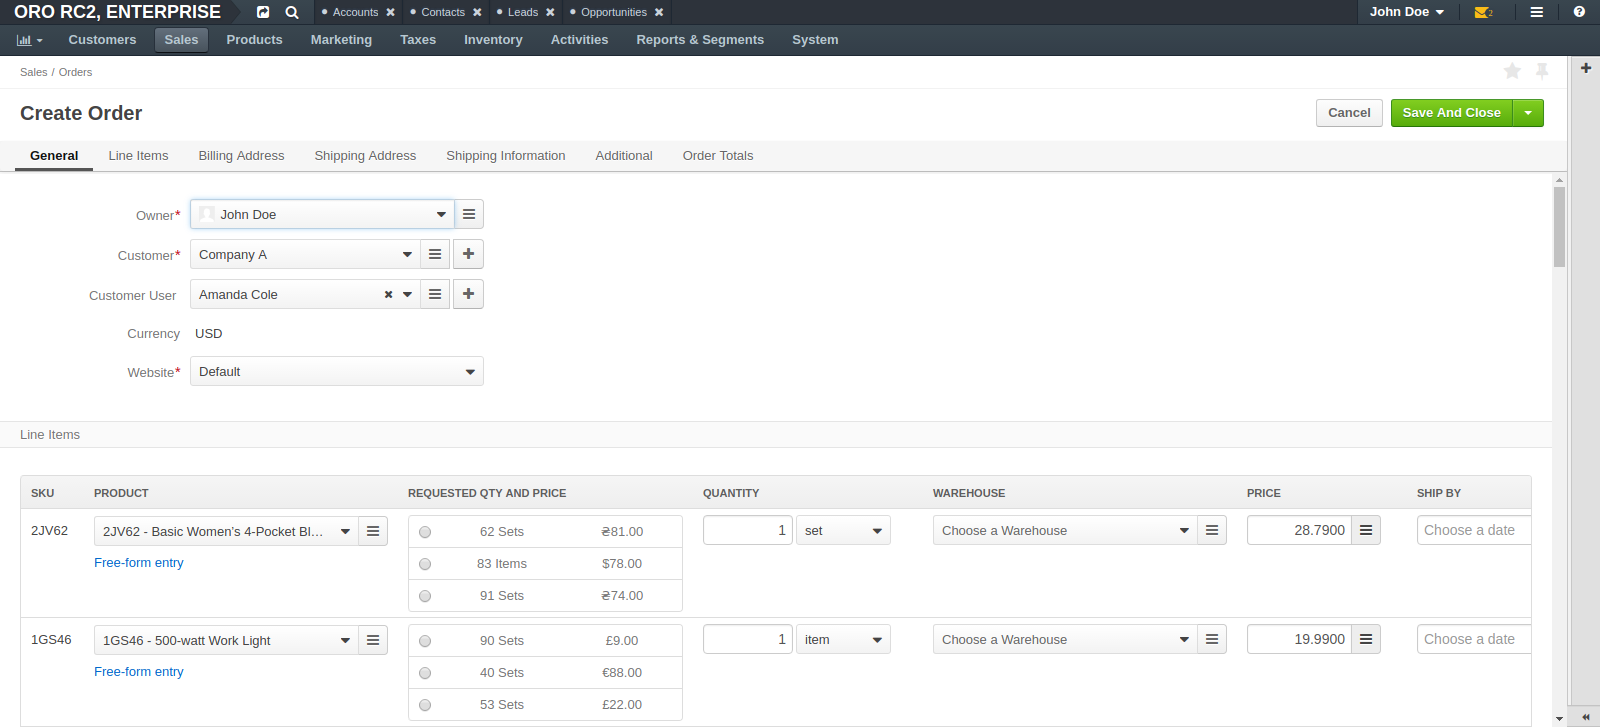 ORO RC2, ENTERPRISE Accounts Contacts Leads Opportunities John Doe 2
Customers Sales Products Marketing Taxes Inventory Activities Reports & Segments System
Sales / Orders
Create Order Cancel Save And Close
General Line Items Billing Address Shipping Address Shipping Information Additional Order Totals
Owner* John Doe
Customer* Company A
Customer User Amanda Cole
Currency USD
Website* Default
Line Items
SKU PRODUCT REQUESTED QTY AND PRICE QUANTITY WAREHOUSE PRICE SHIP BY
2JV62 2JV62 - Basic Women's 4-Pocket Bl... 62 Sets ₴81.00 1 set Choose a Warehouse 28.7900 Choose a date
Free-form entry 83 Items $78.00
91 Sets ₴74.00
1GS46 1GS46 - 500-watt Work Light 90 Sets £9.00 1 item Choose a Warehouse 19.9900 Choose a date
Free-form entry 40 Sets €88.00
53 Sets £22.00